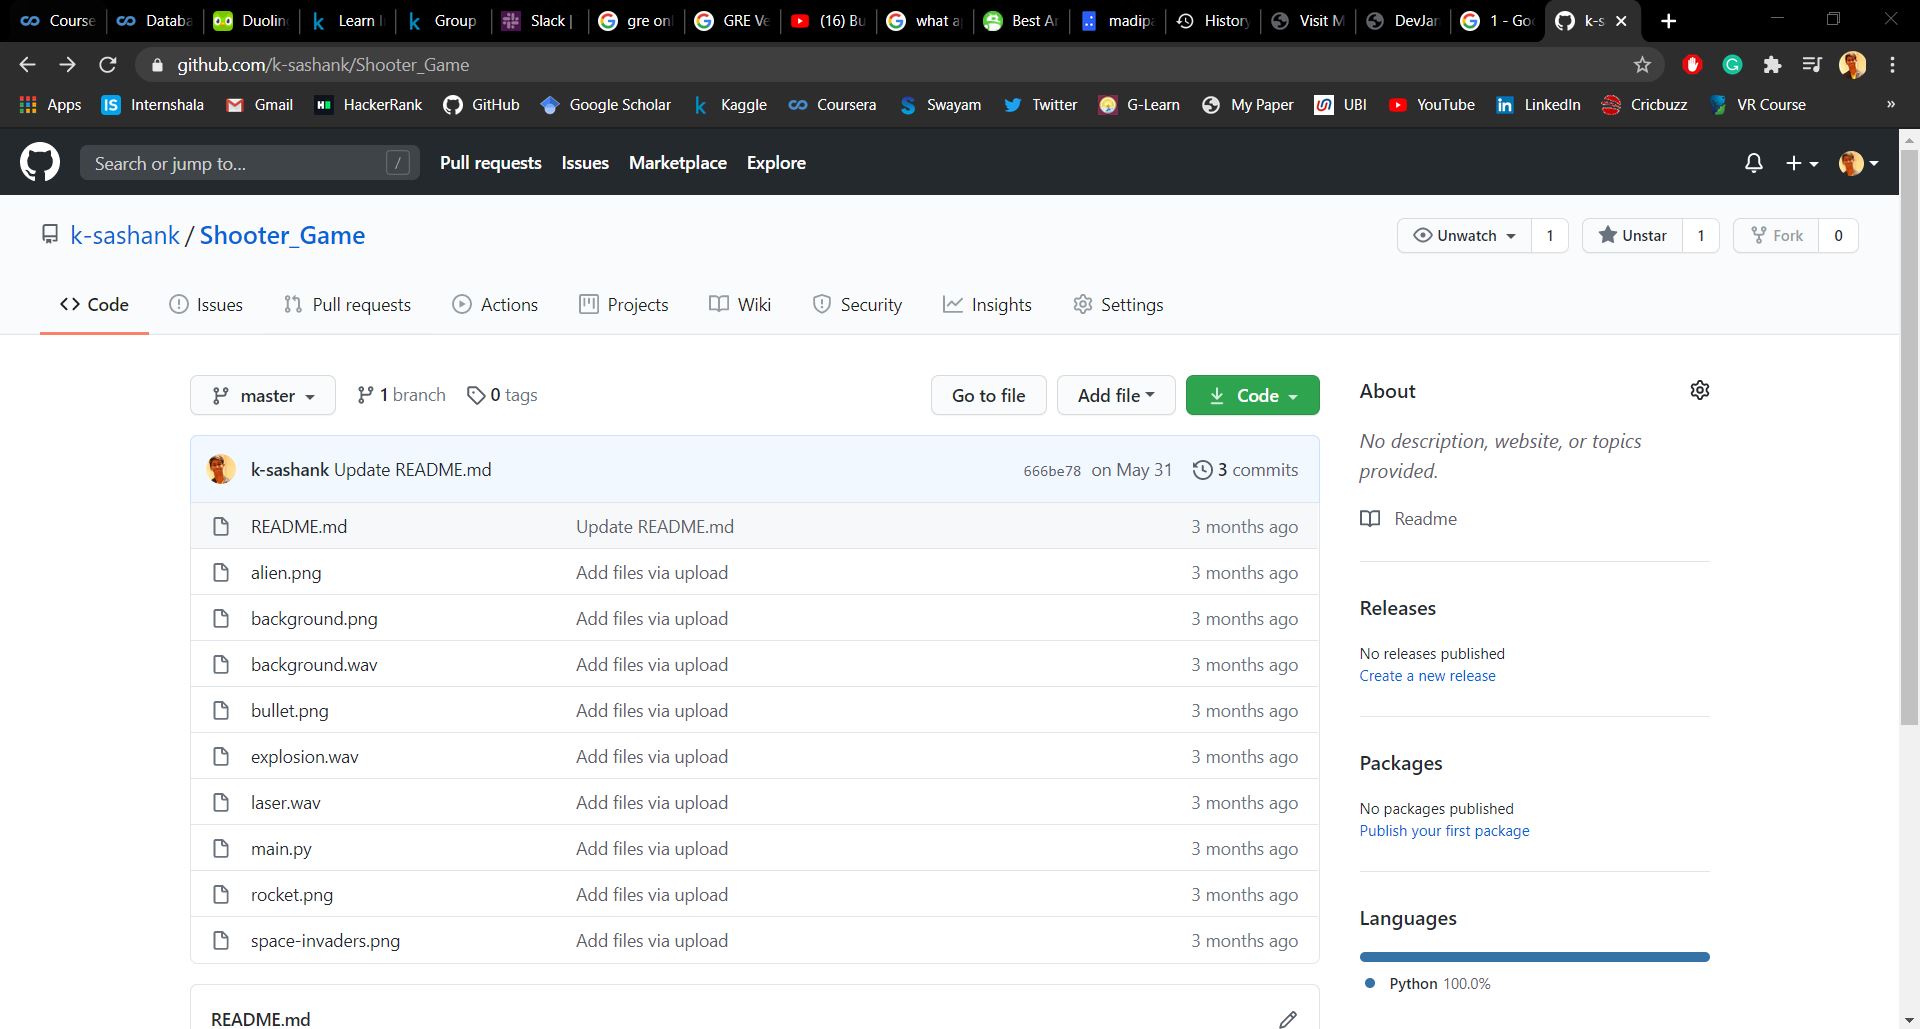 Course Databa Duolin Learn I Group Slack | gre onl GRE Ve (16) Bu what a Best Ar madipa History Visit M DevJan 1 - Goo k-s
github.com/k-sashank/Shooter_Game
Apps Internshala Gmail HackerRank GitHub Google Scholar Kaggle Coursera Swayam Twitter G-Learn My Paper UBI YouTube LinkedIn Cricbuzz VR Course »
Search or jump to... / Pull requests Issues Marketplace Explore
k-sashank / Shooter_Game Unwatch 1 Unstar 1 Fork 0
Code Issues Pull requests Actions Projects Wiki Security Insights Settings
master 1 branch 0 tags Go to file Add file Code
k-sashank Update README.md 666be78 on May 31 3 commits
README.md Update README.md 3 months ago
alien.png Add files via upload 3 months ago
background.png Add files via upload 3 months ago
background.wav Add files via upload 3 months ago
bullet.png Add files via upload 3 months ago
explosion.wav Add files via upload 3 months ago
laser.wav Add files via upload 3 months ago
main.py Add files via upload 3 months ago
rocket.png Add files via upload 3 months ago
space-invaders.png Add files via upload 3 months ago
README.md
About
No description, website, or topics
provided.
Readme
Releases
No releases published
Create a new release
Packages
No packages published
Publish your first package
Languages
Python 100.0%